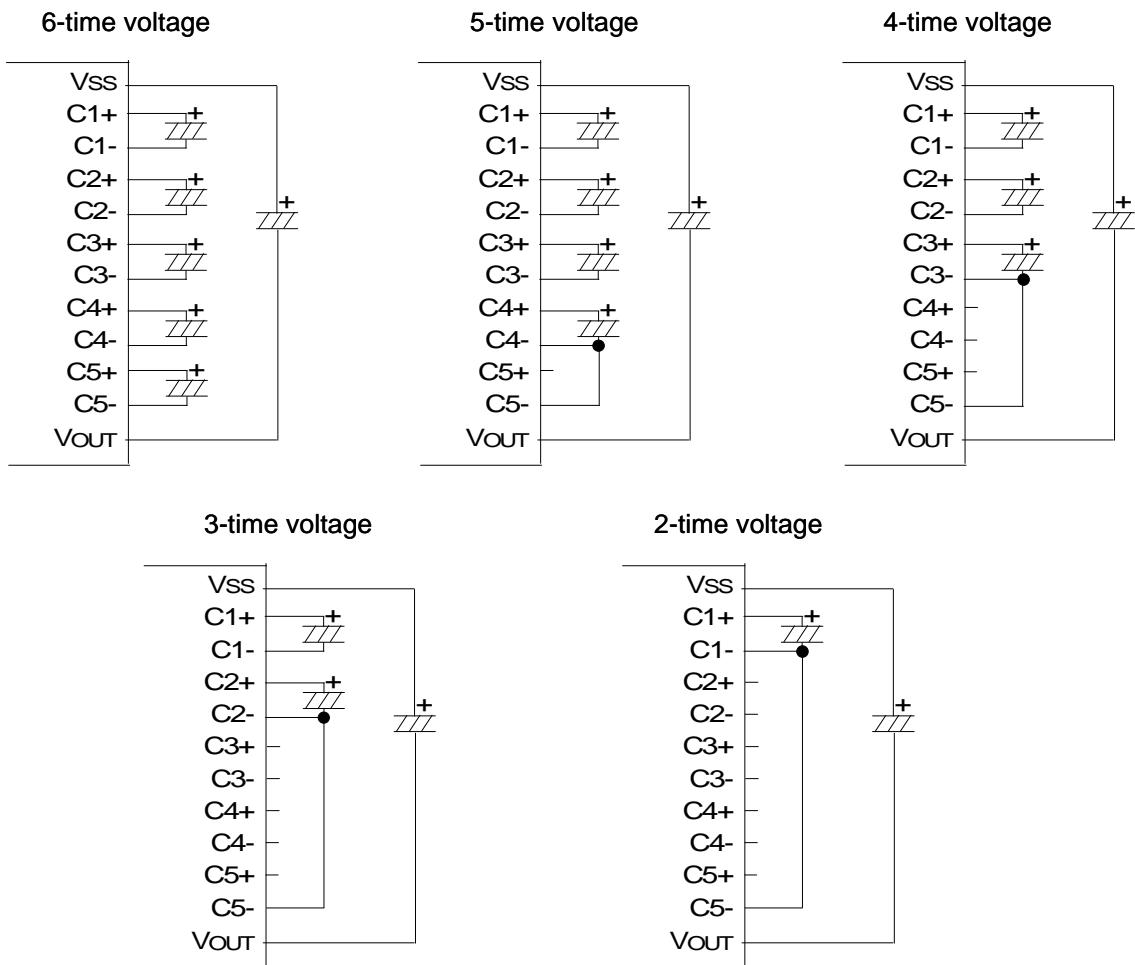 6-time voltage
VSS
C1+
+
C1-
C2+
+
C2-
+
C3+
+
C3-
C4+
+
C4-
C5+
+
C5-
VOUT
5-time voltage
VSS
C1+
+
C1-
C2+
+
C2-
+
C3+
+
C3-
C4+
+
C4-
C5+
C5-
VOUT
4-time voltage
VSS
C1+
+
C1-
C2+
+
C2-
+
C3+
+
C3-
C4+
C4-
C5+
C5-
VOUT
3-time voltage
VSS
C1+
+
C1-
C2+
+
C2-
+
C3+
C3-
C4+
C4-
C5+
C5-
VOUT
2-time voltage
VSS
C1+
+
C1-
C2+
C2-
+
C3+
C3-
C4+
C4-
C5+
C5-
VOUT